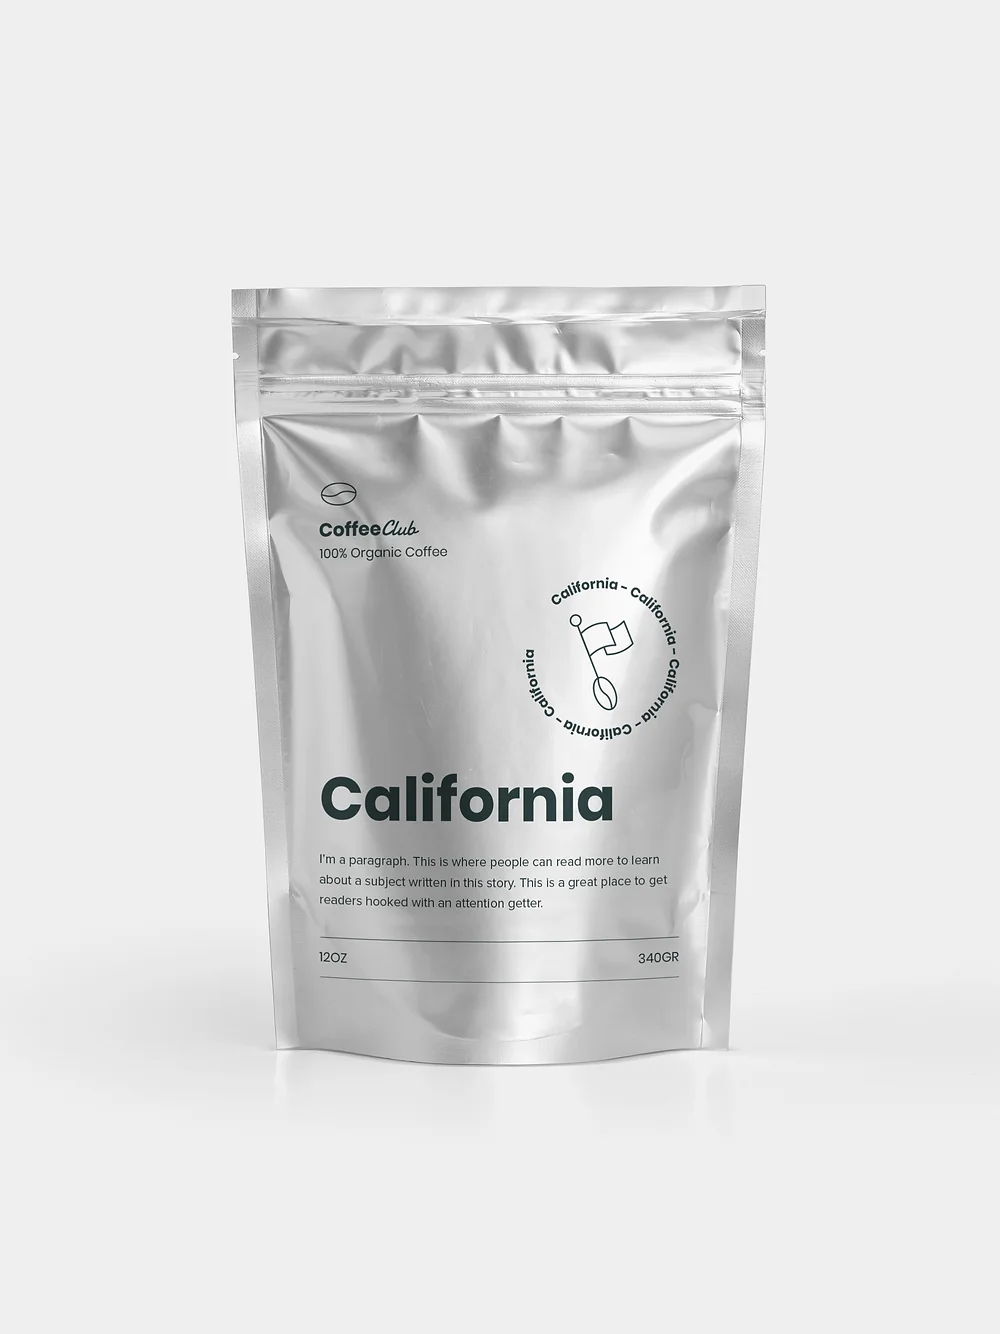 CoffeeClub
100% Organic Coffee
California - California - California - California - California - California
California
I'm a paragraph. This is where people can read more to learn
about a subject written in this story. This is a great place to get
readers hooked with an attention getter.
12OZ 340GR